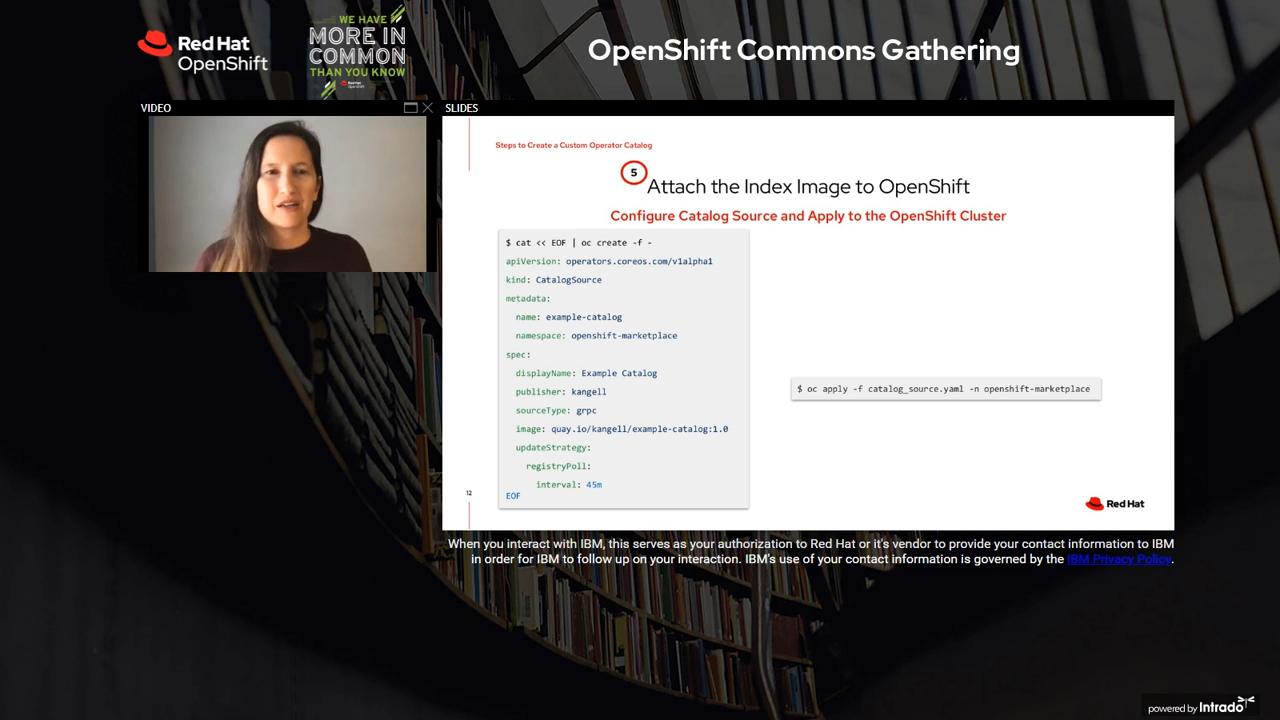 Red Hat
OpenShift
WE HAVE
MORE IN
COMMON
THAN YOU KNOW
Red Hat
OpenShift
OpenShift Commons Gathering
VIDEO
SLIDES
Steps to Create a Custom Operator Catalog
5
Attach the Index Image to OpenShift
Configure Catalog Source and Apply to the OpenShift Cluster
$ cat << EOF | oc create -f -
apiVersion: operators.coreos.com/v1alpha1
kind: CatalogSource
metadata:
name: example-catalog
namespace: openshift-marketplace
spec:
displayName: Example Catalog
publisher: kangell
sourceType: grpc
image: quay.io/kangell/example-catalog:1.0
updateStrategy:
registryPoll:
interval: 45m
EOF
$ oc apply -f catalog_source.yaml -n openshift-marketplace
12
Red Hat
When you interact with IBM, this serves as your authorization to Red Hat or it's vendor to provide your contact information to IBM
in order for IBM to follow up on your interaction. IBM's use of your contact information is governed by the IBM Privacy Policy.
powered by Intrado